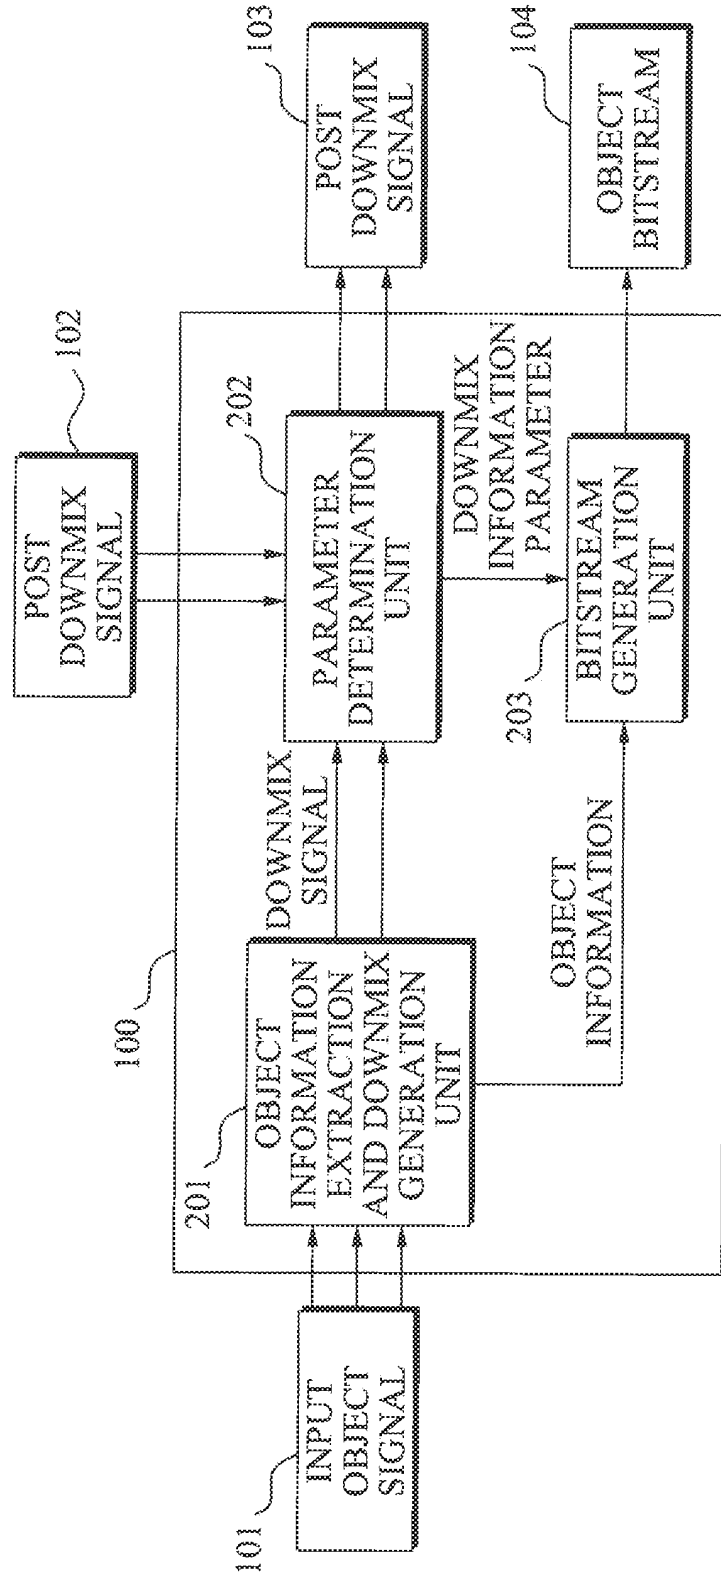 100
101
INPUT
OBJECT
SIGNAL
201
OBJECT
INFORMATION
EXTRACTION
AND DOWNMIX
GENERATION
UNIT
DOWNMIX
SIGNAL
OBJECT
INFORMATION
POST
DOWNMIX
SIGNAL
102
202
PARAMETER
DETERMINATION
UNIT
DOWNMIX
INFORMATION
PARAMETER
203
BITSTREAM
GENERATION
UNIT
103
POST
DOWNMIX
SIGNAL
104
OBJECT
BITSTREAM